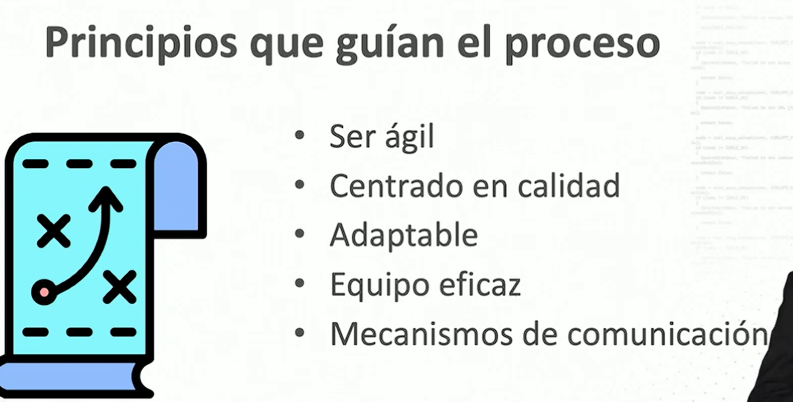 Principios que guían el proceso
• Ser ágil
• Centrado en calidad
• Adaptable
• Equipo eficaz
• Mecanismos de comunicación